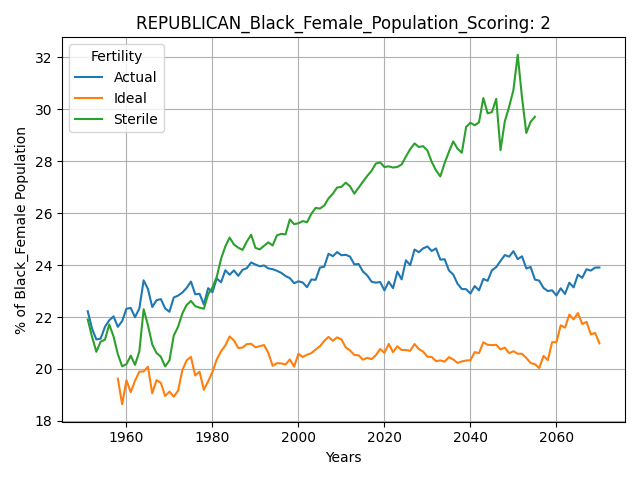 REPUBLICAN_Black_Female_Population_Scoring: 2
Fertility
Actual
Ideal
Sterile
% of Black_Female Population
32
30
28
26
24
22
20
18
1960 1980 2000 2020 2040 2060
Years